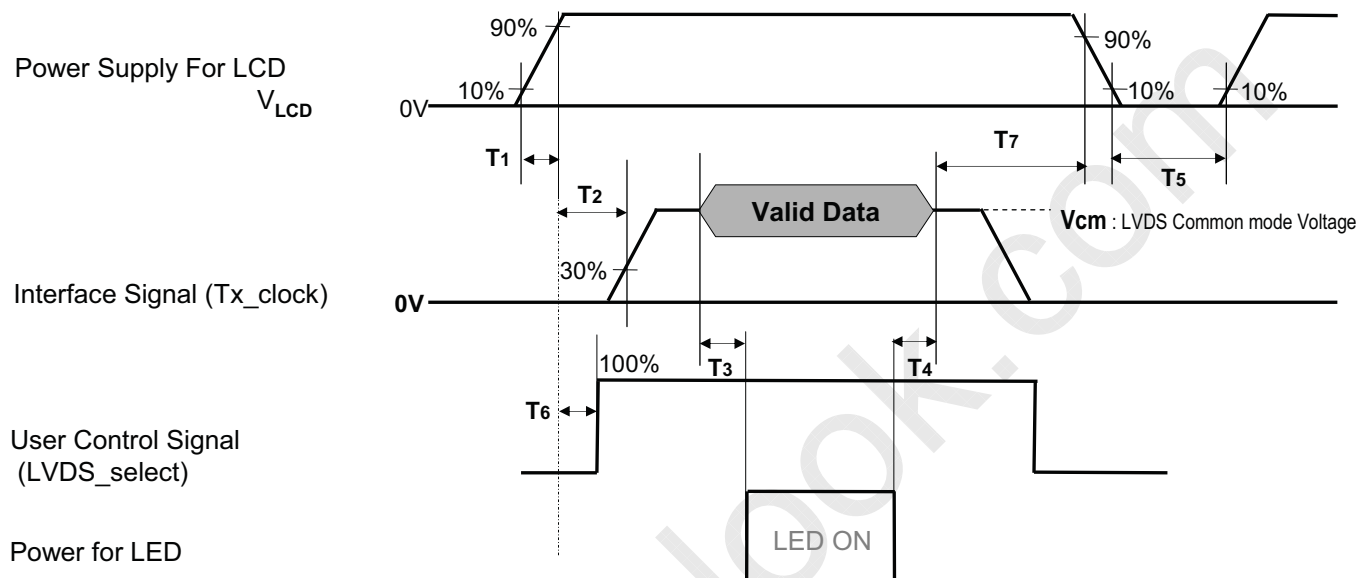 90%
90%
Power Supply For LCD
VLCD
10%
10%
10%
0V
T1
T7
T5
T2
Valid Data
Vcm : LVDS Common mode Voltage
30%
Interface Signal (Tx_clock)
0V
100%
T3
T4
T6
User Control Signal
(LVDS_select)
LED ON
Power for LED
look.com